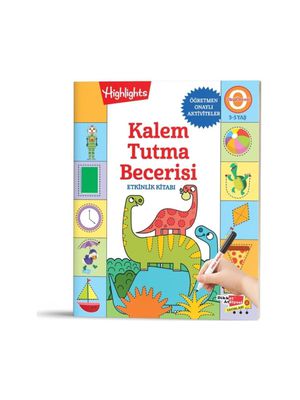 Highlights
ÖĞRETMEN
ONAYLI
AKTİVİTELER
3-5 YAŞ
Kalem
Tutma
Becerisi
ETKİNLİK KİTABI